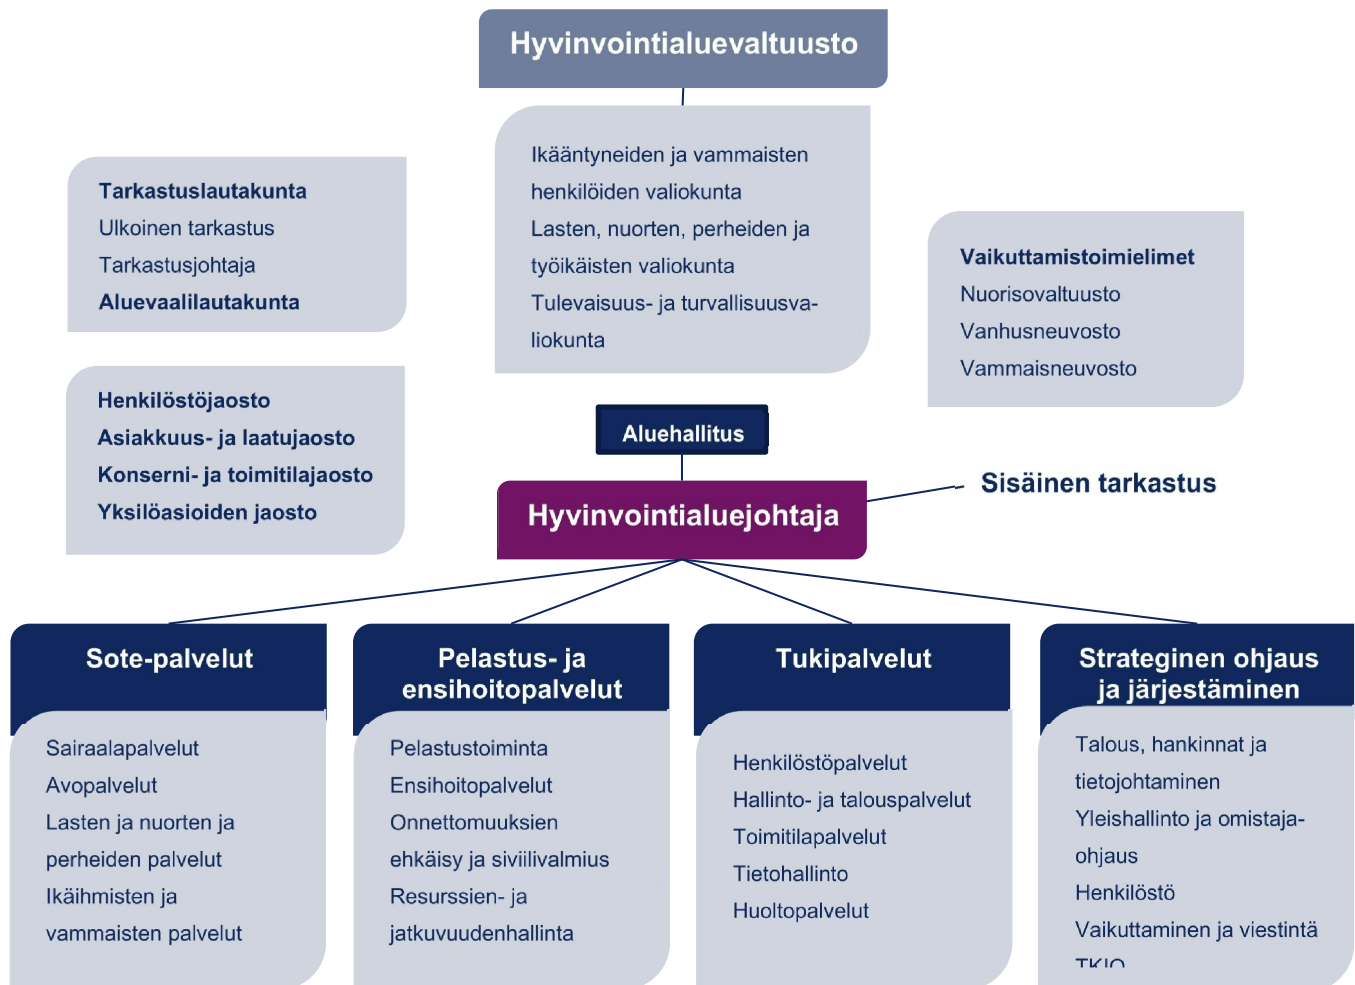 Hyvinvointialuevaltuusto
Ikääntyneiden ja vammaisten
henkilöiden valiokunta
Lasten, nuorten, perheiden ja
työikäisten valiokunta
Tulevaisuus- ja turvallisuusva-
liokunta
Tarkastuslautakunta
Ulkoinen tarkastus
Tarkastusjohtaja
Aluevaalilautakunta
Vaikuttamistoimielimet
Nuorisovaltuusto
Vanhusneuvosto
Vammaisneuvosto
Henkilöstöjaosto
Asiakkuus- ja laatujaosto
Konserni- ja toimitilajaosto
Yksilöasioiden jaosto
Aluehallitus
Hyvinvointialuejohtaja
Sisäinen tarkastus
Sote-palvelut
Sairaalapalvelut
Avopalvelut
Lasten ja nuorten ja
perheiden palvelut
Ikäihmisten ja
vammaisten palvelut
Pelastus- ja
ensihoitopalvelut
Pelastustoiminta
Ensihoitopalvelut
Onnettomuuksien
ehkäisy ja siviilivalmius
Resurssien- ja
jatkuvuudenhallinta
Tukipalvelut
Henkilöstöpalvelut
Hallinto- ja talouspalvelut
Toimitilapalvelut
Tietohallinto
Huoltopalvelut
Strateginen ohjaus
ja järjestäminen
Talous, hankinnat ja
tietojohtaminen
Yleishallinto ja omistaja-
ohjaus
Henkilöstö
Vaikuttaminen ja viestintä